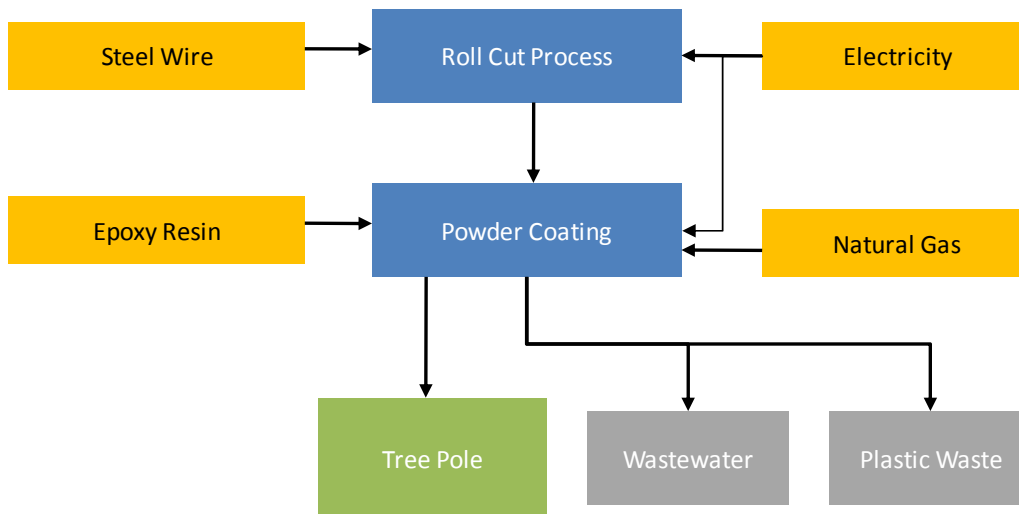 Steel Wire
Roll Cut Process
Electricity
Epoxy Resin
Powder Coating
Natural Gas
Tree Pole
Wastewater
Plastic Waste